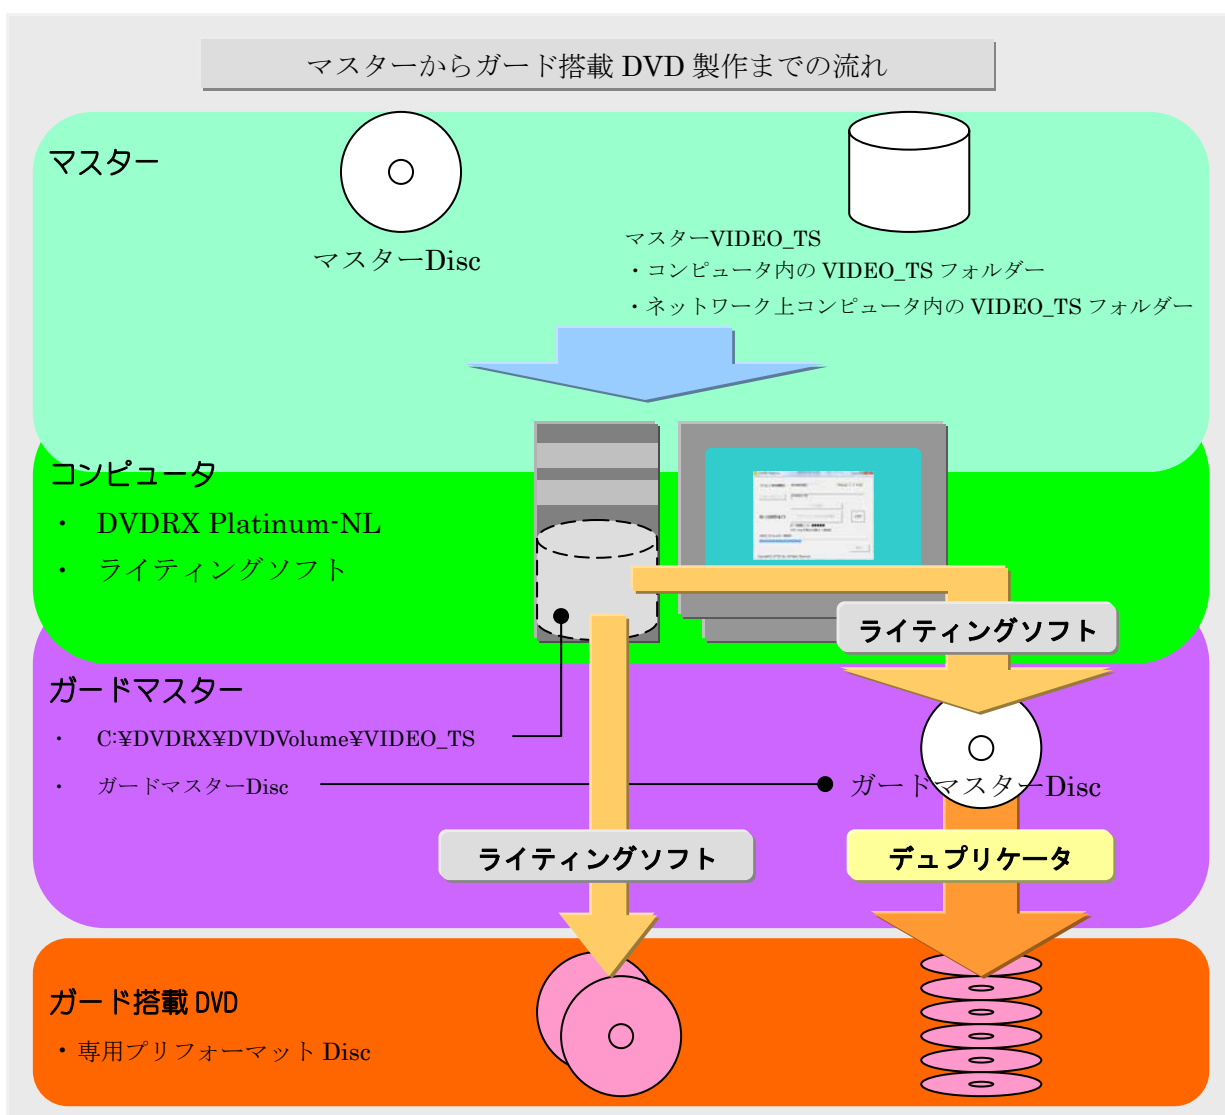 マスターからガード搭載 DVD 製作までの流れ
マスター
マスターDisc
マスターVIDEO_TS
・コンピュータ内の VIDEO_TS フォルダー
・ネットワーク上コンピュータ内の VIDEO_TS フォルダー
コンピュータ
・ DVDRX Platinum-NL
・ ライティングソフト
ライティングソフト
ガードマスター
・ C:¥DVDRX¥DVDVolume¥VIDEO_TS
・ ガードマスターDisc
ガードマスターDisc
ライティングソフト
デュプリケータ
ガード搭載 DVD
・専用プリフォーマット Disc